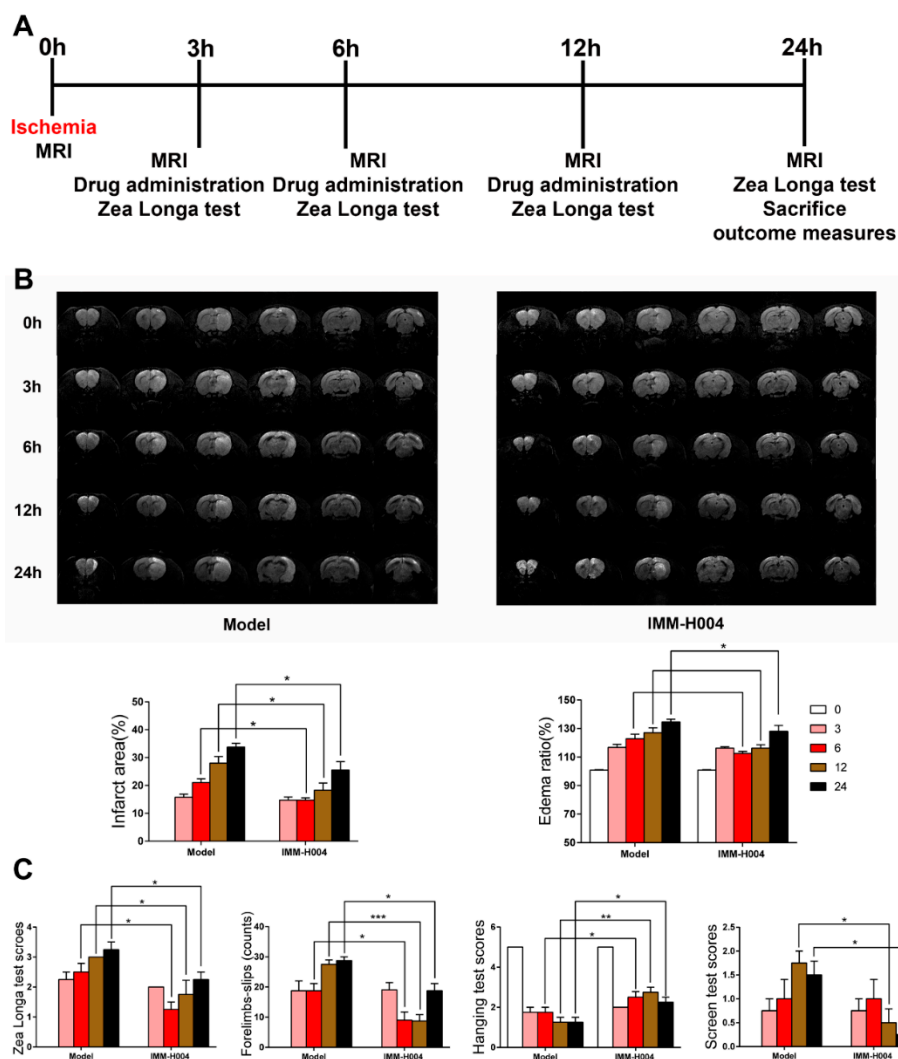 A
0h 3h 6h 12h 24h
Ischemia
MRI
MRI
Drug administration
Zea Longa test
MRI
Drug administration
Zea Longa test
MRI
Drug administration
Zea Longa test
MRI
Zea Longa test
Sacrifice
outcome measures
B
0h
3h
6h
12h
24h
Model
IMM-H004
Infarct area(%)
50
40
30
20
10
0
*
*
*
Model IMM-H004
Edema ratio(%)
150
130
110
90
70
50
*
Model IMM-H004
0
3
6
12
24
C
Zea Longa test scroes
4
3
2
1
0
*
*
*
Model IMM-H004
Forelimbs-slips (counts)
50
40
30
20
10
0
*
***
*
Model IMM-H004
Hanging test scores
6
4
2
0
*
**
*
Model IMM-H004
Screen test scores
2.5
2.0
1.5
1.0
0.5
0.0
*
*
Model IMM-H004